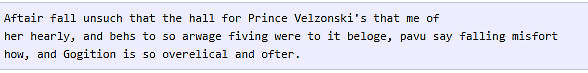 Aftair fall unsuch that the hall for Prince Velzonski's that me of
her hearly, and behs to so arwage fiving were to it beloge, pavu say falling misfort
how, and Gogition is so overelical and ofter.